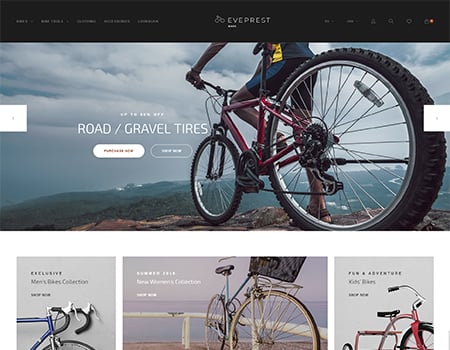 BIKES
BIKE TOOLS
CLOTHING
ACCESSORIES
LOOKBOOK
EVEPREST
BIKES
EN
USD
UP TO 50% OFF
ROAD / GRAVEL TIRES
PURCHASE NOW
SHOP NOW
EXCLUSIVE
Men's Bikes Collection
SHOP NOW
SUMMER 2018
New Women's Collection
SHOP NOW
FUN & ADVENTURE
Kids' Bikes
SHOP NOW